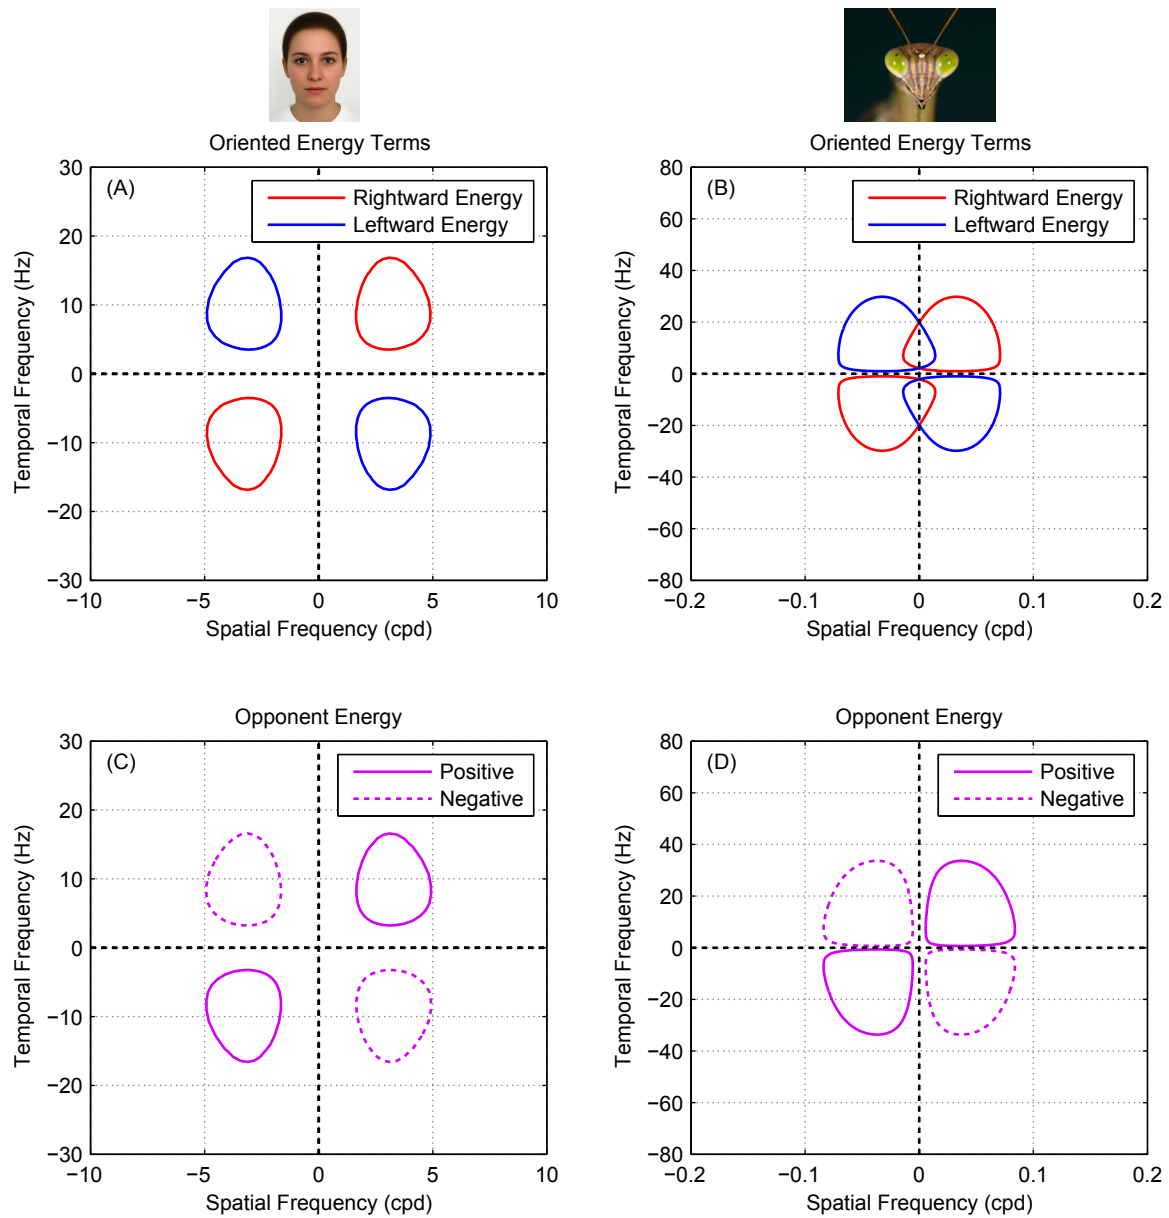 Oriented Energy Terms
(A)
Rightward Energy
Leftward Energy
30
20
10
0
−10
−20
−30
−10
−5
0
5
10
Temporal Frequency (Hz)
Spatial Frequency (cpd)
Oriented Energy Terms
(B)
Rightward Energy
Leftward Energy
80
60
40
20
0
−20
−40
−60
−80
−0.2
−0.1
0
0.1
0.2
Temporal Frequency (Hz)
Spatial Frequency (cpd)
Opponent Energy
(C)
Positive
Negative
30
20
10
0
−10
−20
−30
−10
−5
0
5
10
Temporal Frequency (Hz)
Spatial Frequency (cpd)
Opponent Energy
(D)
Positive
Negative
80
60
40
20
0
−20
−40
−60
−80
−0.2
−0.1
0
0.1
0.2
Temporal Frequency (Hz)
Spatial Frequency (cpd)